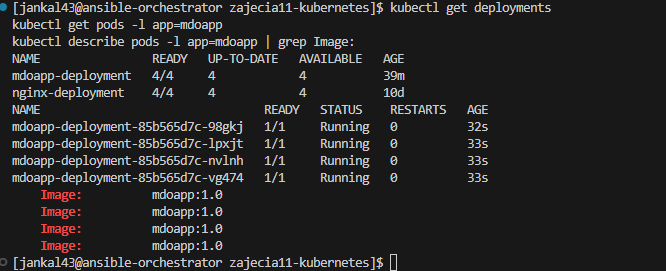 [jankal43@ansible-orchestrator zajecia11-kubernetes]$ kubectl get deployments
kubectl get pods -l app=mdoapp
kubectl describe pods -l app=mdoapp | grep Image:
NAME                READY   UP-TO-DATE   AVAILABLE   AGE
mdoapp-deployment   4/4     4            4           39m
nginx-deployment    4/4     4            4           10d
NAME                                 READY   STATUS    RESTARTS   AGE
mdoapp-deployment-85b565d7c-98gkj   1/1     Running   0          32s
mdoapp-deployment-85b565d7c-lpxjt   1/1     Running   0          33s
mdoapp-deployment-85b565d7c-nvlnh   1/1     Running   0          33s
mdoapp-deployment-85b565d7c-vg474   1/1     Running   0          33s
    Image:          mdoapp:1.0
    Image:          mdoapp:1.0
    Image:          mdoapp:1.0
    Image:          mdoapp:1.0
[jankal43@ansible-orchestrator zajecia11-kubernetes]$